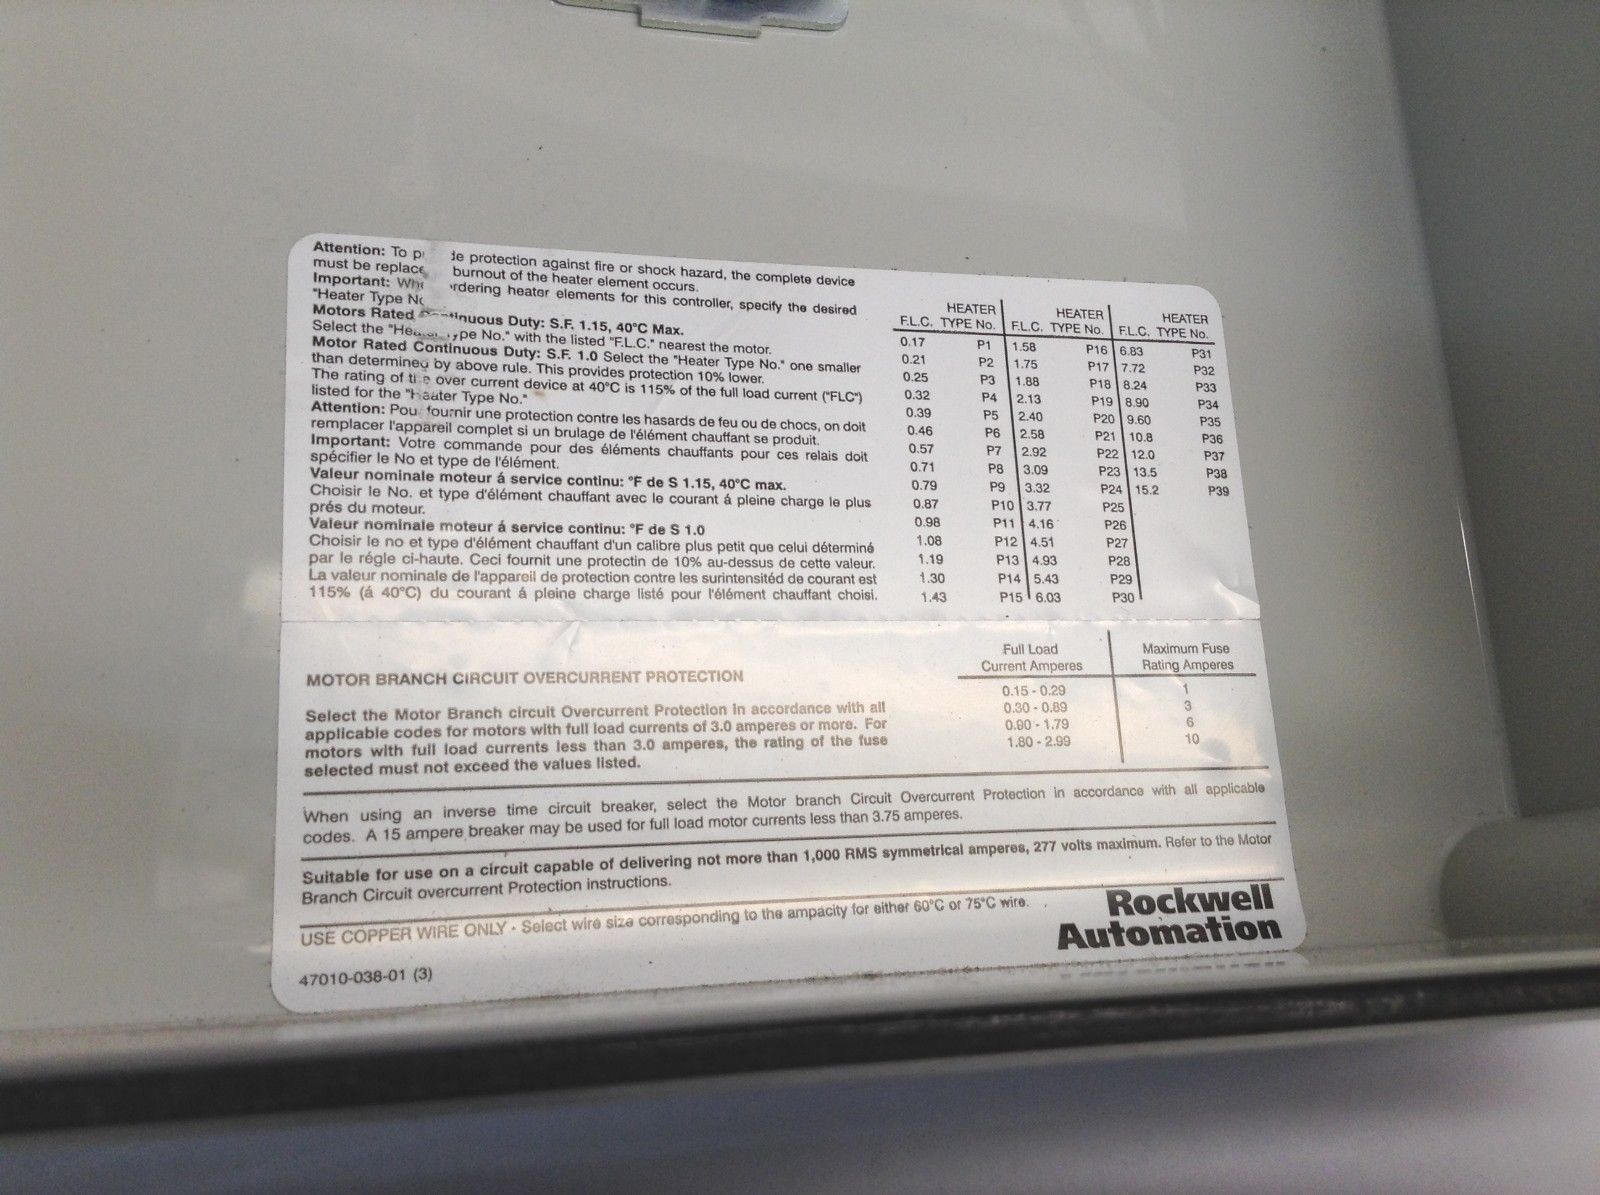 Attention: To p de protection against fire or shock hazard, the complete device
must be replace burnout of the heater element occurs.
Important: Whe rdering heater elements for this controller, specify the desired
"Heater Type No
Motors Rated Continuous Duty: S.F. 1.15, 40°C Max.
Select the "Heater Type No." with the listed "F.L.C." nearest the motor.
Motor Rated Continuous Duty: S.F. 1.0 Select the "Heater Type No." one smaller
than determined by above rule. This provides protection 10% lower.
The rating of the over current device at 40°C is 115% of the full load current ("FLC")
listed for the "Heater Type No."
Attention: Pour fournir une protection contre les hasards de feu ou de chocs, on doit
remplacer l'appareil complet si un brulage de l'élément chauffant se produit.
Important: Votre commande pour des éléments chauffants pour ces relais doit
spécifier le No et type de l'élément.
Valeur nominale moteur á service continu: °F de S 1.15, 40°C max.
Choisir le No. et type d'élément chauffant avec le courant á pleine charge le plus
prés du moteur.
Valeur nominale moteur á service continu: °F de S 1.0
Choisir le no et type d'élément chauffant d'un calibre plus petit que celui déterminé
par le régle ci-haute. Ceci fournit une protectin de 10% au-dessus de cette valeur.
La valeur nominale de l'appareil de protection contre les surintensitéd de courant est
115% (á 40°C) du courant á pleine charge listé pour l'élément chauffant choisi.
HEATER HEATER HEATER
F.L.C. TYPE No. F.L.C. TYPE No. F.L.C. TYPE No.
0.17 P1 1.58 P16 6.83 P31
0.21 P2 1.75 P17 7.72 P32
0.25 P3 1.88 P18 8.24 P33
0.32 P4 2.13 P19 8.90 P34
0.39 P5 2.40 P20 9.60 P35
0.46 P6 2.58 P21 10.8 P36
0.57 P7 2.92 P22 12.0 P37
0.71 P8 3.09 P23 13.5 P38
0.79 P9 3.32 P24 15.2 P39
0.87 P10 3.77 P25
0.98 P11 4.16 P26
1.08 P12 4.51 P27
1.19 P13 4.93 P28
1.30 P14 5.43 P29
1.43 P15 6.03 P30
MOTOR BRANCH CIRCUIT OVERCURRENT PROTECTION
Select the Motor Branch circuit Overcurrent Protection in accordance with all
applicable codes for motors with full load currents of 3.0 amperes or more. For
motors with full load currents less than 3.0 amperes, the rating of the fuse
selected must not exceed the values listed.
Full Load Maximum Fuse
Current Amperes Rating Amperes
0.15 - 0.29 1
0.30 - 0.89 3
0.90 - 1.79 6
1.80 - 2.99 10
When using an inverse time circuit breaker, select the Motor branch Circuit Overcurrent Protection in accordance with all applicable
codes. A 15 ampere breaker may be used for full load motor currents less than 3.75 amperes.
Suitable for use on a circuit capable of delivering not more than 1,000 RMS symmetrical amperes, 277 volts maximum. Refer to the Motor
Branch Circuit overcurrent Protection instructions.
USE COPPER WIRE ONLY - Select wire size corresponding to the ampacity for either 60°C or 75°C wire.
Rockwell
Automation
47010-038-01 (3)